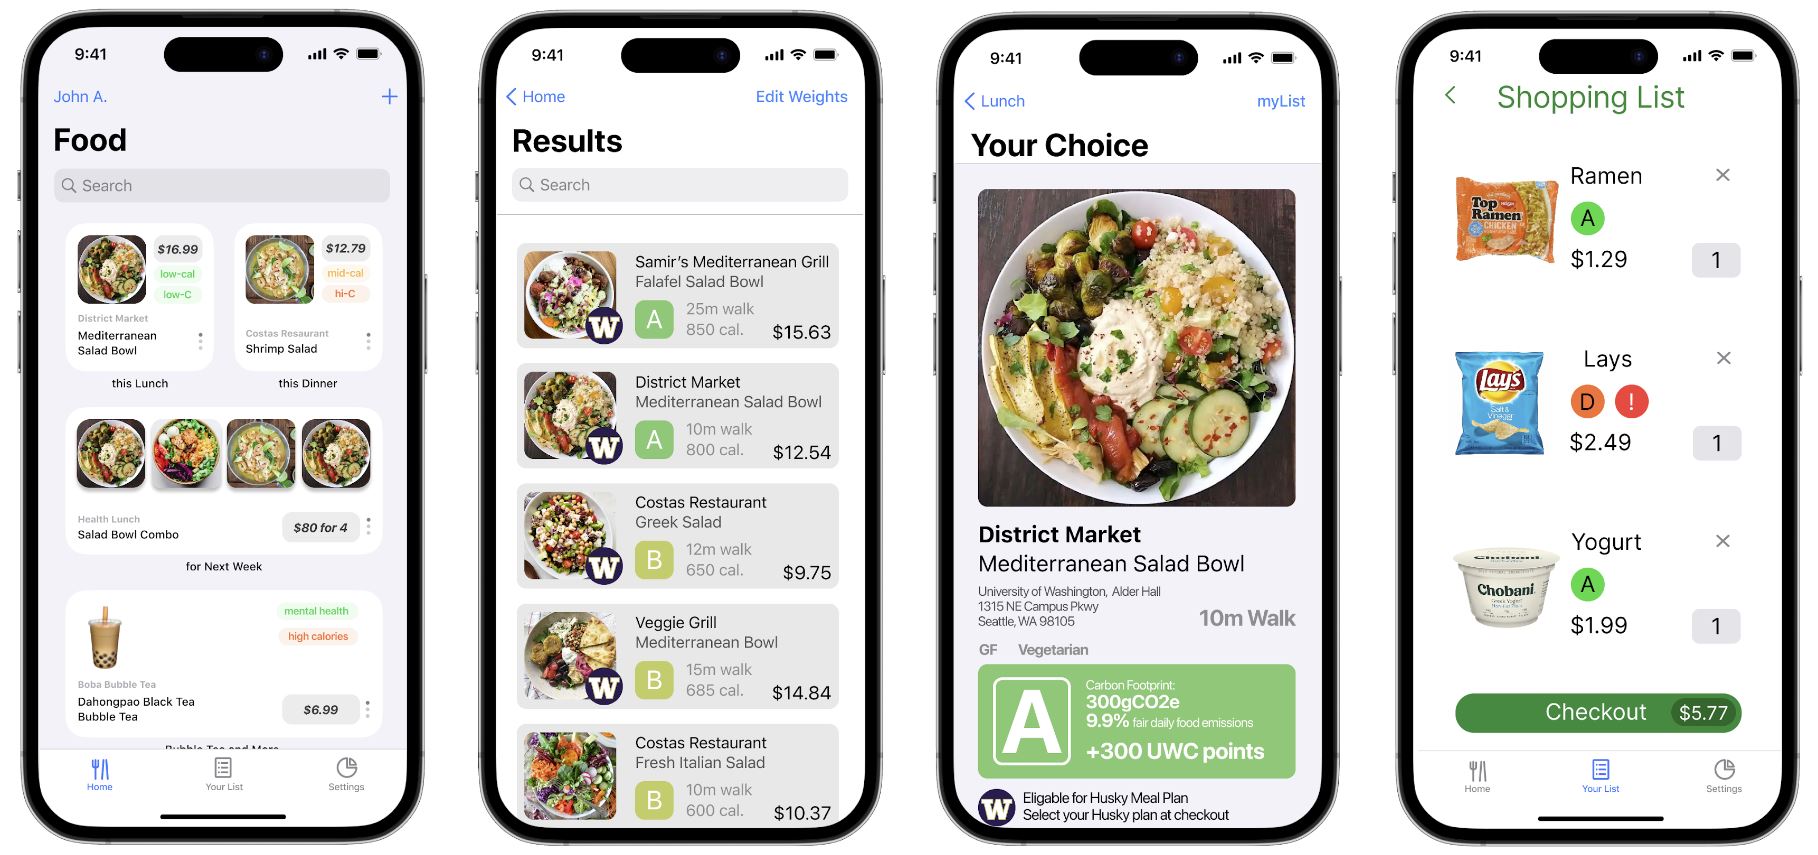 9:41
John A.
+
Food
Search
$16.99
low-cal
low-C
District Market
Mediterranean
Salad Bowl
this Lunch
$12.79
mid-cal
hi-C
Costas Resaurant
Shrimp Salad
this Dinner
Health Lunch
Salad Bowl Combo
$80 for 4
for Next Week
mental health
high calories
Boba Bubble Tea
Dahongpao Black Tea
Bubble Tea
$6.99
Bubble Tea and More
Home
Your List
Settings
9:41
Home
Edit Weights
Results
Search
Samir's Mediterranean Grill
Falafel Salad Bowl
W
A
25m walk
850 cal.
$15.63
District Market
Mediterranean Salad Bowl
W
A
10m walk
800 cal.
$12.54
Costas Restaurant
Greek Salad
W
B
12m walk
650 cal.
$9.75
Veggie Grill
Mediterranean Bowl
W
B
15m walk
685 cal.
$14.84
Costas Restaurant
Fresh Italian Salad
B
10m walk
600 cal.
$10.37
9:41
Lunch
myList
Your Choice
District Market
Mediterranean Salad Bowl
University of Washington, Alder Hall
1315 NE Campus Pkwy
Seattle, WA 98105
10m Walk
GF Vegetarian
A
Carbon Footprint:
300gCO2e
9.9% fair daily food emissions
+300 UWC points
W
Eligable for Husky Meal Plan
Select your Husky plan at checkout
9:41
Shopping List
Top
Ramen
CHICKEN
Ramen
A
$1.29
1
Lay's
Salt &
Vinegar
Lays
D !
$2.49
1
Chobani
Greek Yogurt
Yogurt
A
$1.99
1
Checkout $5.77
Home
Your List
Settings